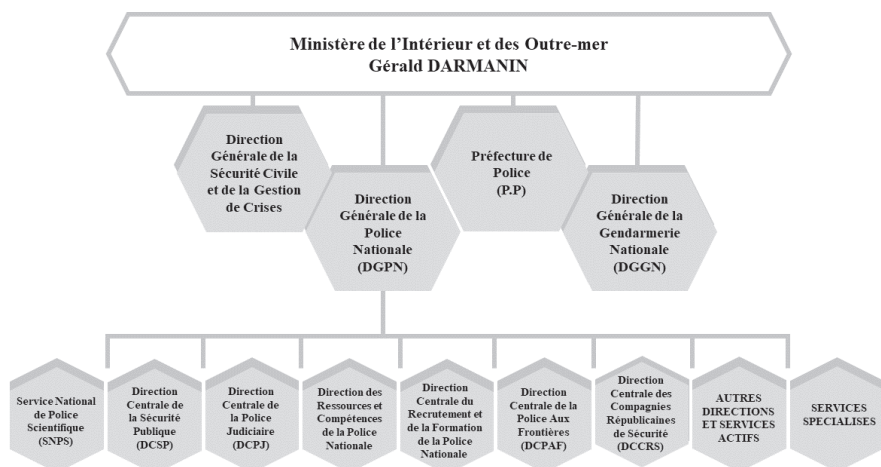 Ministère de l’Intérieur et des Outre-mer
Gérald DARMANIN
Direction
Générale de la
Sécurité Civile
et de la Gestion
de Crises
Direction
Générale de la
Police
Nationale
(DGPN)
Préfecture de
Police
(P.P)
Direction
Générale de la
Gendarmerie
Nationale
(DGGN)
Service National
de Police
Scientifique
(SNPS)
Direction
Centrale de
la Sécurité
Publique (DCSP)
Direction
Centrale de
la Police
Judiciaire (DCPJ)
Direction des
Ressources et
Compétences de
la Police
Nationale
Direction
Centrale du
Recrutement et
de la Formation
de la Police
Nationale
Direction
Centrale de la
Police Aux
Frontières
(DCPAF)
Direction
Centrale des
Compagnies
Républicaines
de Sécurité
(DCCRS)
AUTRES
DIRECTIONS
ET SERVICES
ACTIFS
SERVICES
SPECIALISES